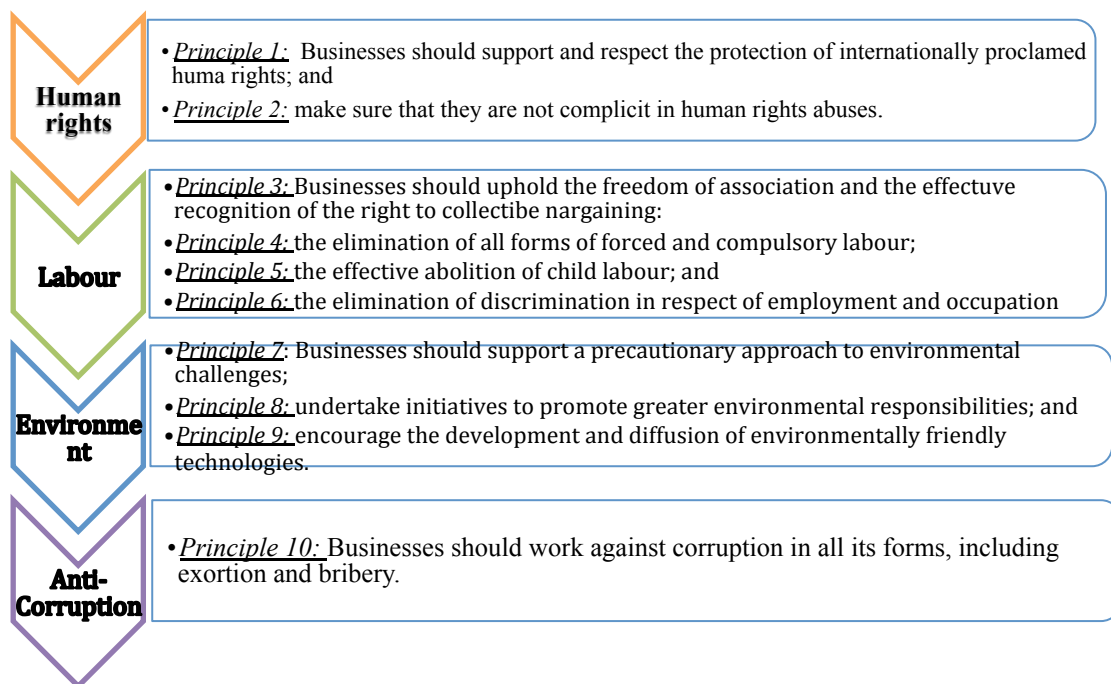 Human
rights
• Principle 1:  Businesses should support and respect the protection of internationally proclamed
huma rights; and
• Principle 2: make sure that they are not complicit in human rights abuses.
Labour
• Principle 3: Businesses should uphold the freedom of association and the effectuve
recognition of the right to collectibe nargaining:
• Principle 4: the elimination of all forms of forced and compulsory labour;
• Principle 5: the effective abolition of child labour; and
• Principle 6: the elimination of discrimination in respect of employment and occupation
Environme
nt
• Principle 7: Businesses should support a precautionary approach to environmental
challenges;
• Principle 8: undertake initiatives to promote greater environmental responsibilities; and
• Principle 9: encourage the development and diffusion of environmentally friendly
technologies.
Anti-
Corruption
• Principle 10: Businesses should work against corruption in all its forms, including
exortion and bribery.